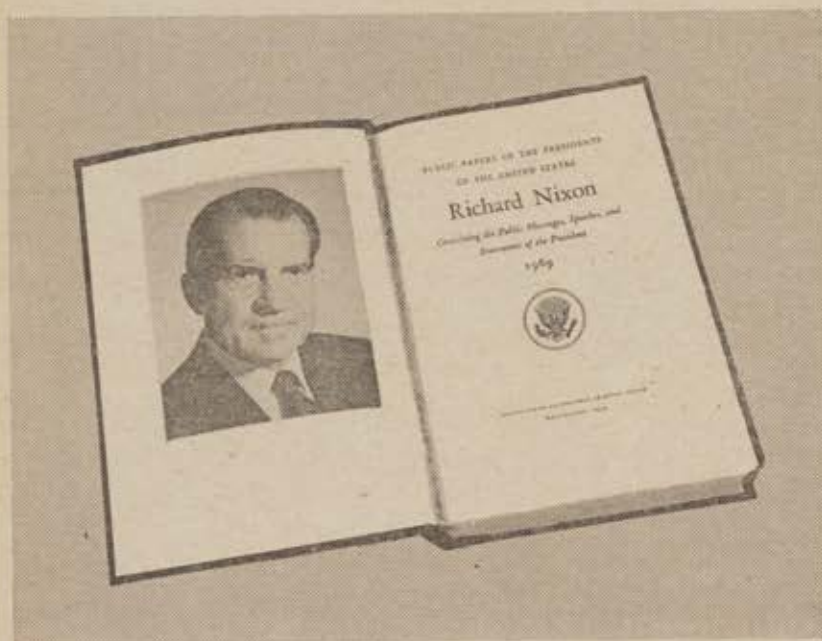 PUBLIC PAPERS OF THE PRESIDENTS
OF THE UNITED STATES
Richard Nixon
Containing the Public Messages, Speeches, and
Statements of the President
1969